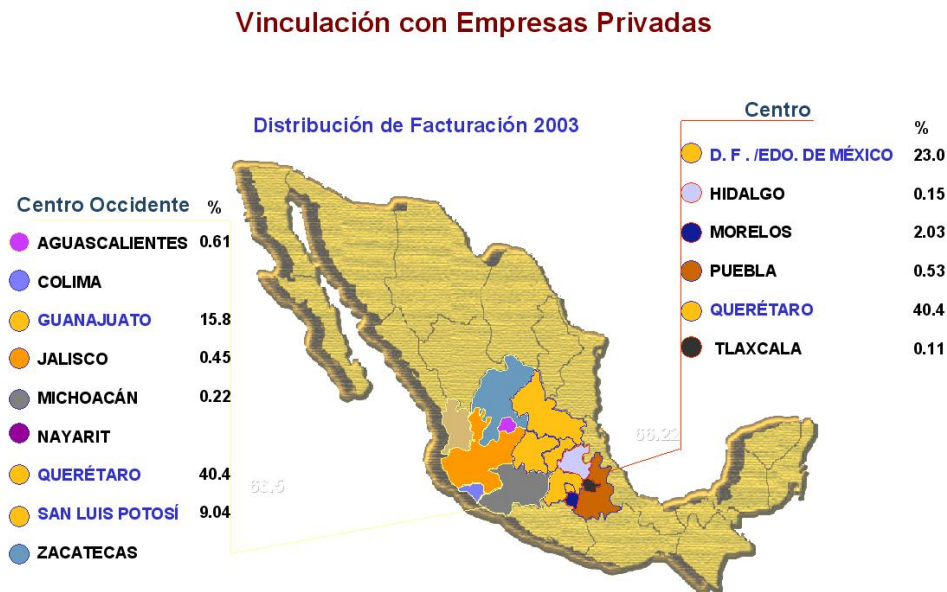 Vinculación con Empresas Privadas
Distribución de Facturación 2003
Centro Occidente %
AGUASCALIENTES 0.61
COLIMA
GUANAJUATO 15.8
JALISCO 0.45
MICHOACÁN 0.22
NAYARIT
QUERÉTARO 40.4
SAN LUIS POTOSÍ 9.04
ZACATECAS
Centro
%
D. F . /EDO. DE MÉXICO 23.0
HIDALGO 0.15
MORELOS 2.03
PUEBLA 0.53
QUERÉTARO 40.4
TLAXCALA 0.11
66.22